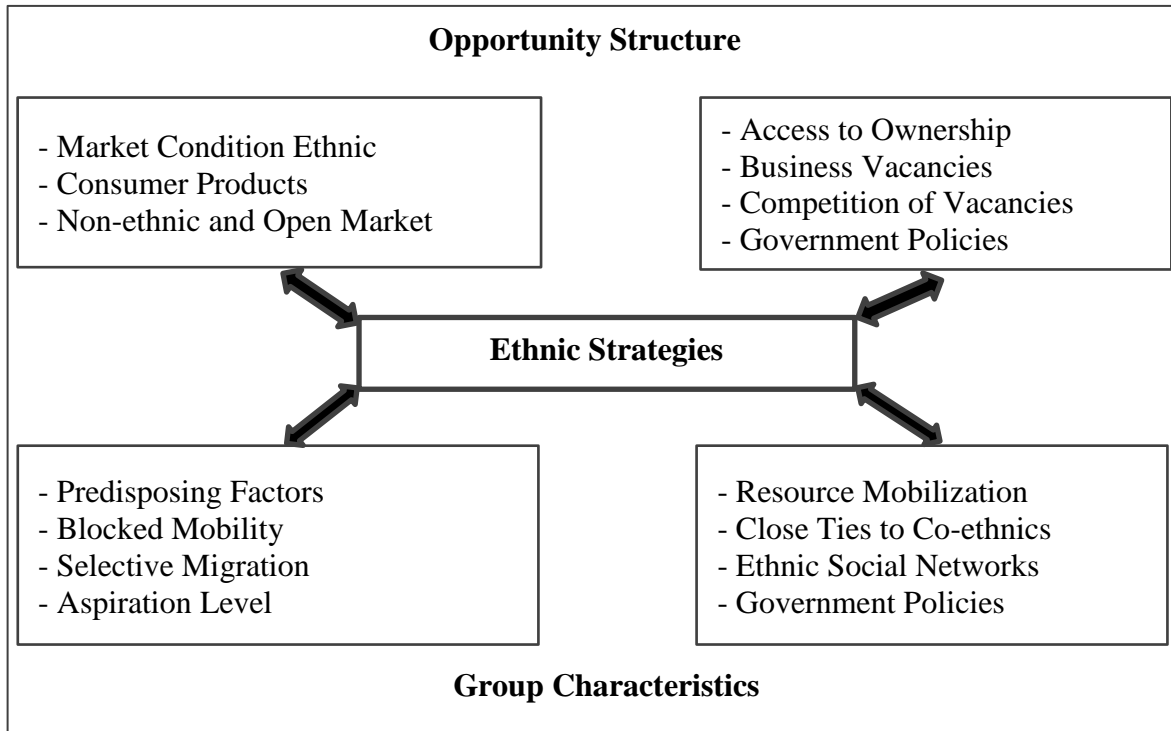 Opportunity Structure
- Market Condition Ethnic
- Consumer Products
- Non-ethnic and Open Market
- Access to Ownership
- Business Vacancies
- Competition of Vacancies
- Government Policies
Ethnic Strategies
- Predisposing Factors
- Blocked Mobility
- Selective Migration
- Aspiration Level
- Resource Mobilization
- Close Ties to Co-ethnics
- Ethnic Social Networks
- Government Policies
Group Characteristics